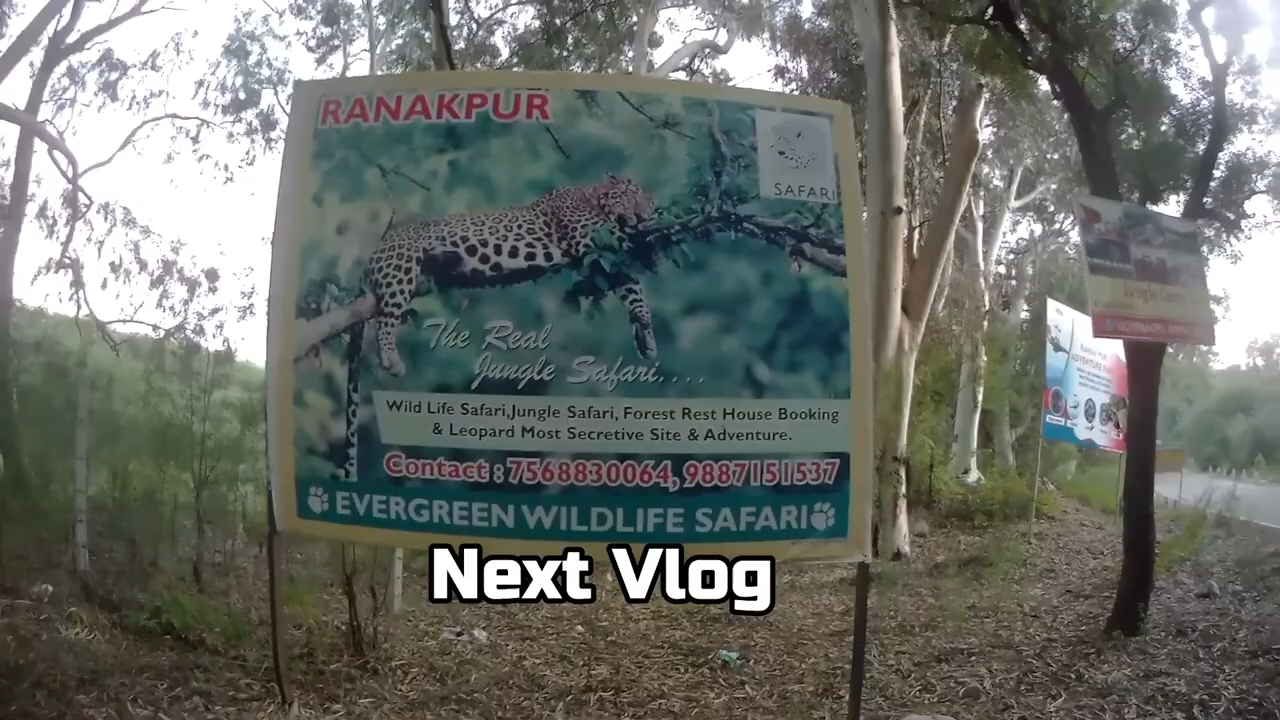 RANAKPUR
SAFARI
The Real
Jungle Safari....
Wild Life Safari,Jungle Safari, Forest Rest House Booking
& Leopard Most Secretive Site & Adventure.
Contact : 7568830064, 9887151537
EVERGREEN WILDLIFE SAFARI
Next Vlog
ADVENTURE